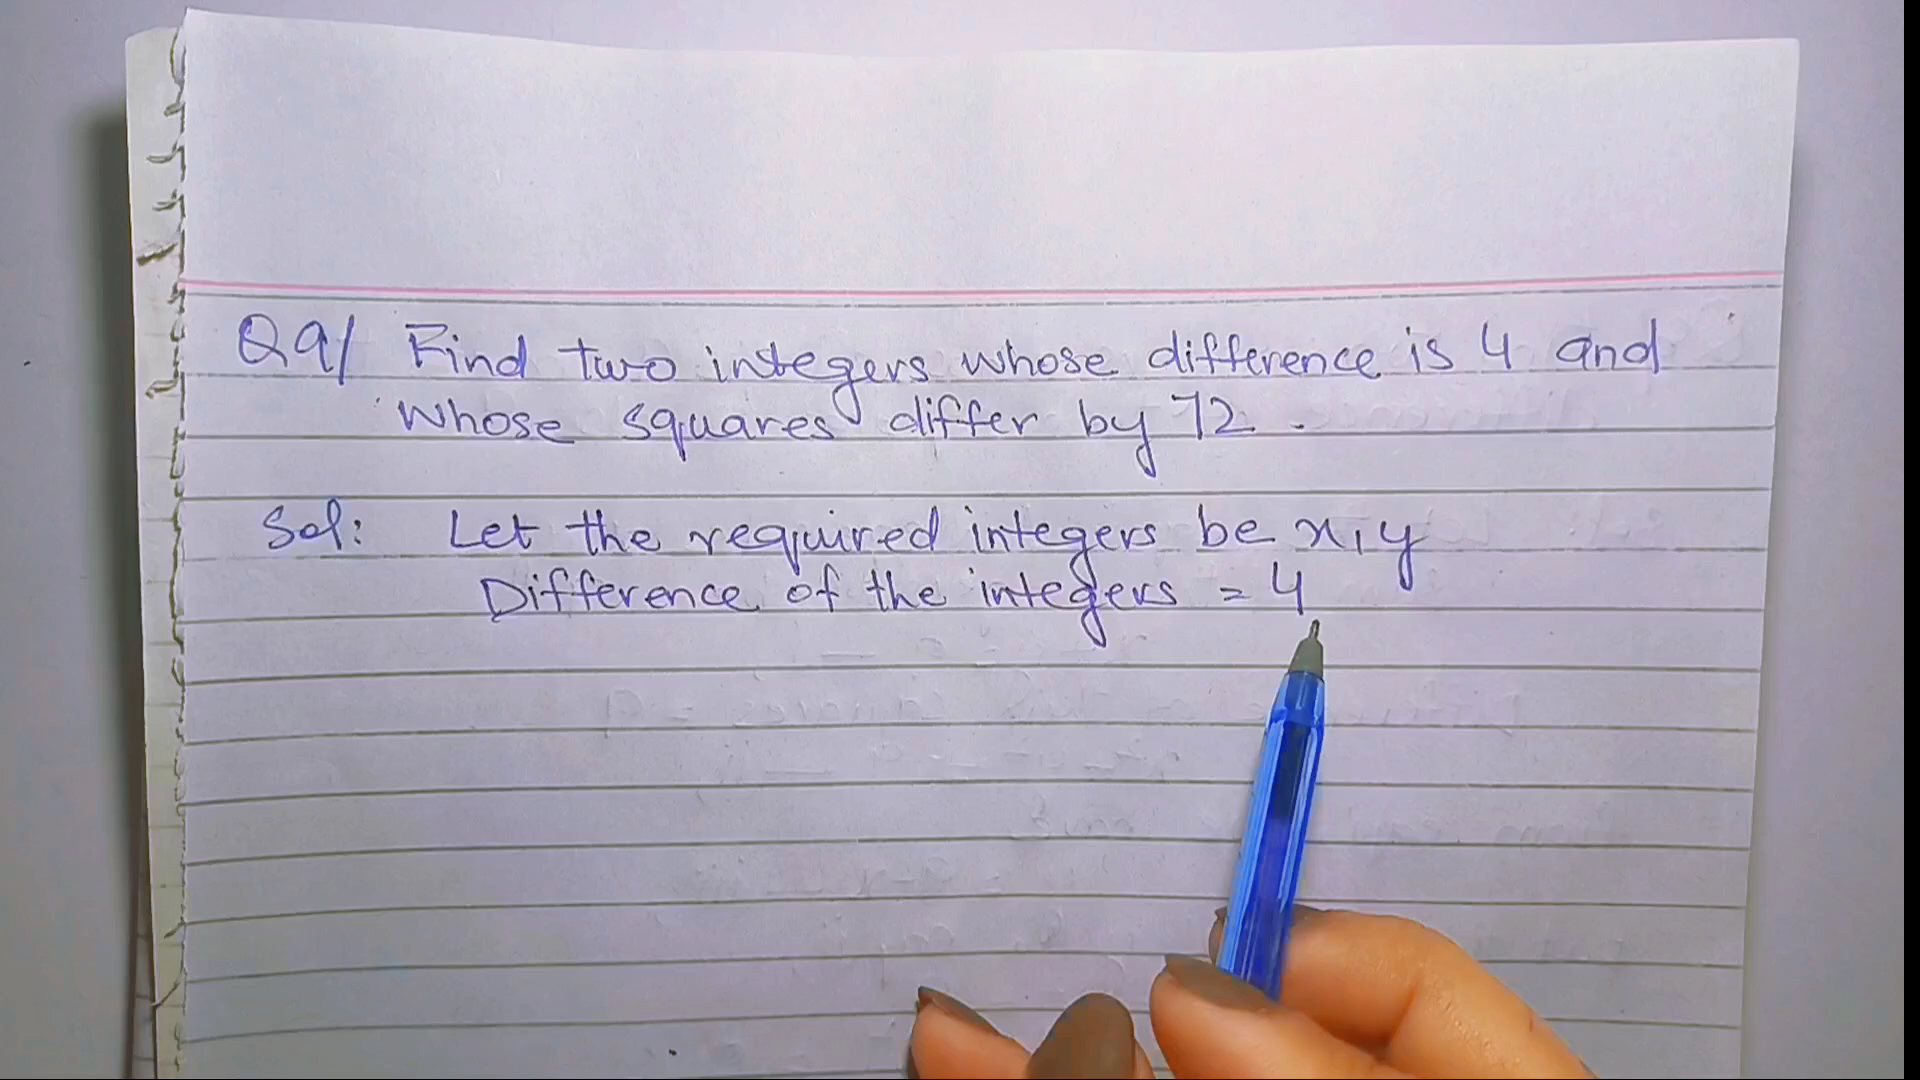 Q9/ Find two integers whose difference is 4 and
whose squares differ by 72.
Sol: Let the required integers be x, y
Difference of the integers = 4